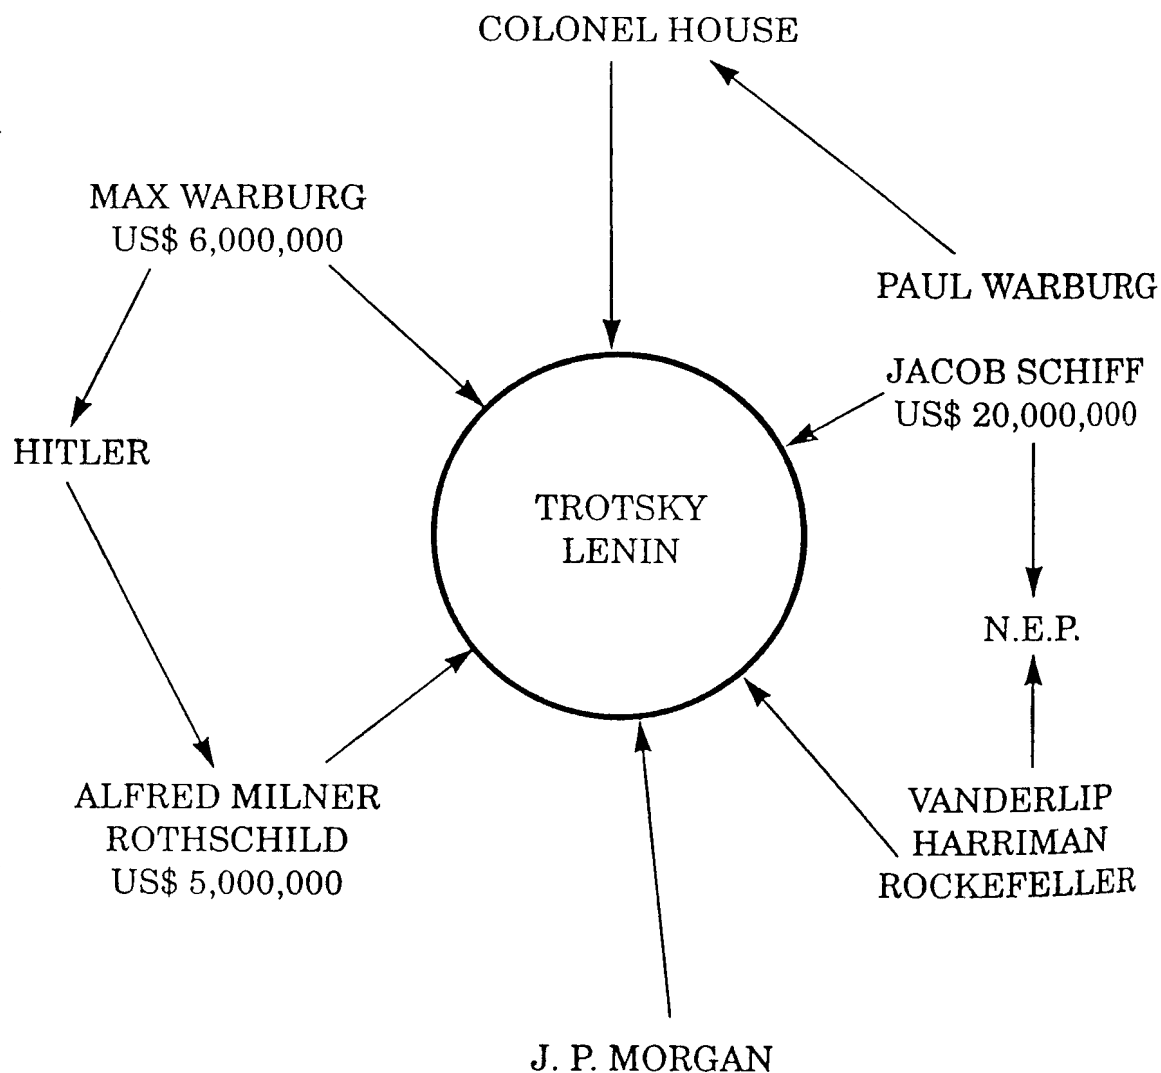 COLONEL HOUSE
MAX WARBURG
US$ 6,000,000
PAUL WARBURG
JACOB SCHIFF
US$ 20,000,000
HITLER
TROTSKY
LENIN
N.E.P.
ALFRED MILNER
ROTHSCHILD
US$ 5,000,000
VANDERLIP
HARRIMAN
ROCKEFELLER
J. P. MORGAN